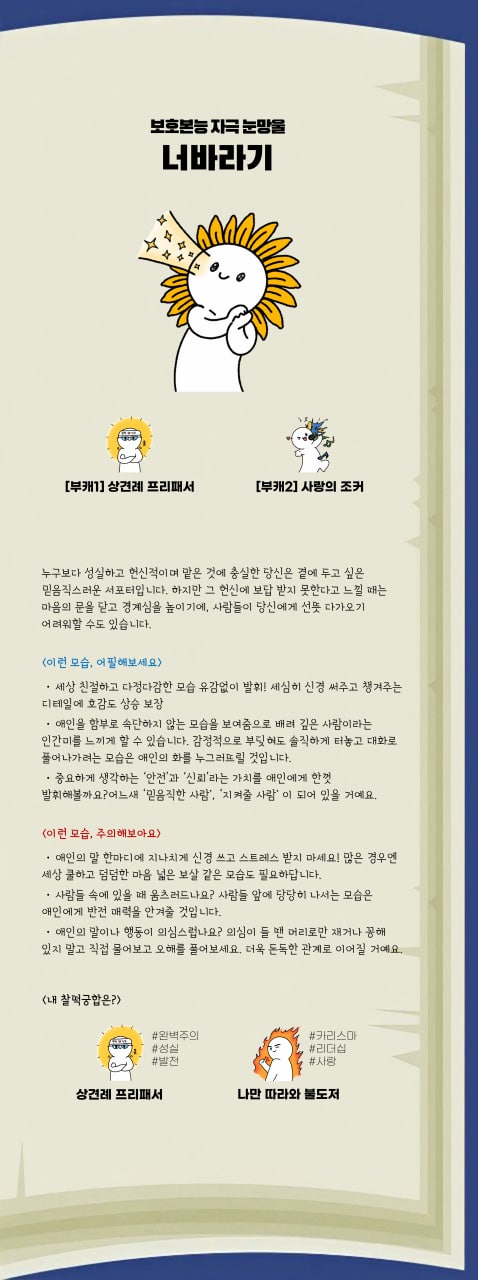 보호본능 자극 눈망울
너바라기
[부캐1] 상견례 프리패서
[부캐2] 사랑의 조커
누구보다 성실하고 헌신적이며 맡은 것에 충실한 당신은 곁에 두고 싶은
믿음직스러운 서포터입니다. 하지만 그 헌신에 보답 받지 못한다고 느낄 때는
마음의 문을 닫고 경계심을 높이기에, 사람들이 당신에게 선뜻 다가오기
어려워할 수도 있습니다.
<이런 모습, 어필해보세요>
· 세상 친절하고 다정다감한 모습 유감없이 발휘! 세심히 신경 써주고 챙겨주는
디테일에 호감도 상승 보장
· 애인을 함부로 속단하지 않는 모습을 보여줌으로 배려 깊은 사람이라는
인간미를 느끼게 할 수 있습니다. 감정적으로 부딪혀도 솔직하게 터놓고 대화로
풀어나가려는 모습은 애인의 화를 누그러뜨릴 것입니다.
· 중요하게 생각하는 '안전'과 '신뢰'라는 가치를 애인에게 한껏
발휘해볼까요?어느새 '믿음직한 사람', '지켜줄 사람' 이 되어 있을 거예요.
<이런 모습, 주의해보아요>
· 애인의 말 한마디에 지나치게 신경 쓰고 스트레스 받지 마세요! 많은 경우엔
세상 쿨하고 덤덤한 마음 넓은 보살 같은 모습도 필요하답니다.
· 사람들 속에 있을 때 움츠러드나요? 사람들 앞에 당당히 나서는 모습은
애인에게 반전 매력을 안겨줄 것입니다.
· 애인의 말이나 행동이 의심스럽나요? 의심이 들 땐 머리로만 재거나 꽁해
있지 말고 직접 물어보고 오해를 풀어보세요. 더욱 돈독한 관계로 이어질 거예요.
<내 찰떡궁합은?>
#완벽주의
#성실
#발전
상견례 프리패서
#카리스마
#리더십
#사랑
나만 따라와 불도저